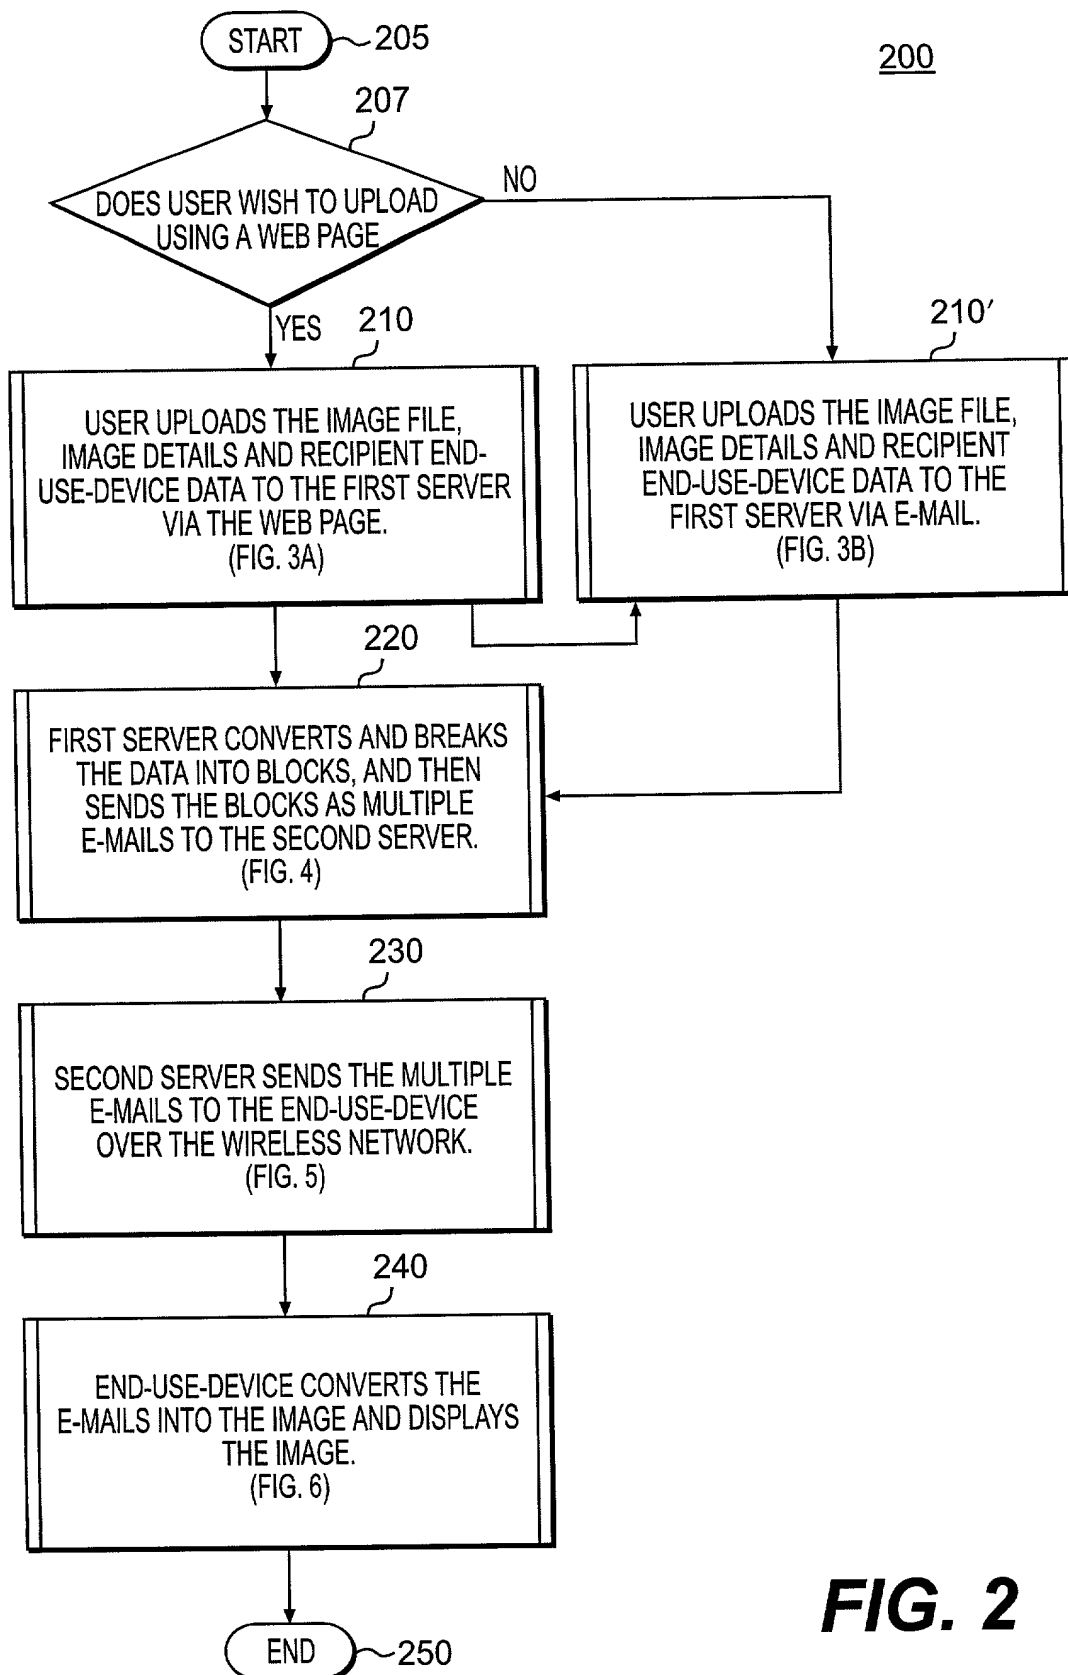 START
205
200
207
DOES USER WISH TO UPLOAD
USING A WEB PAGE
NO
YES
210
210′
USER UPLOADS THE IMAGE FILE,
IMAGE DETAILS AND RECIPIENT END-
USE-DEVICE DATA TO THE FIRST SERVER
VIA THE WEB PAGE.
(FIG. 3A)
USER UPLOADS THE IMAGE FILE,
IMAGE DETAILS AND RECIPIENT
END-USE-DEVICE DATA TO THE
FIRST SERVER VIA E-MAIL.
(FIG. 3B)
220
FIRST SERVER CONVERTS AND BREAKS
THE DATA INTO BLOCKS, AND THEN
SENDS THE BLOCKS AS MULTIPLE
E-MAILS TO THE SECOND SERVER.
(FIG. 4)
230
SECOND SERVER SENDS THE MULTIPLE
E-MAILS TO THE END-USE-DEVICE
OVER THE WIRELESS NETWORK.
(FIG. 5)
240
END-USE-DEVICE CONVERTS THE
E-MAILS INTO THE IMAGE AND DISPLAYS
THE IMAGE.
(FIG. 6)
END
250
FIG. 2